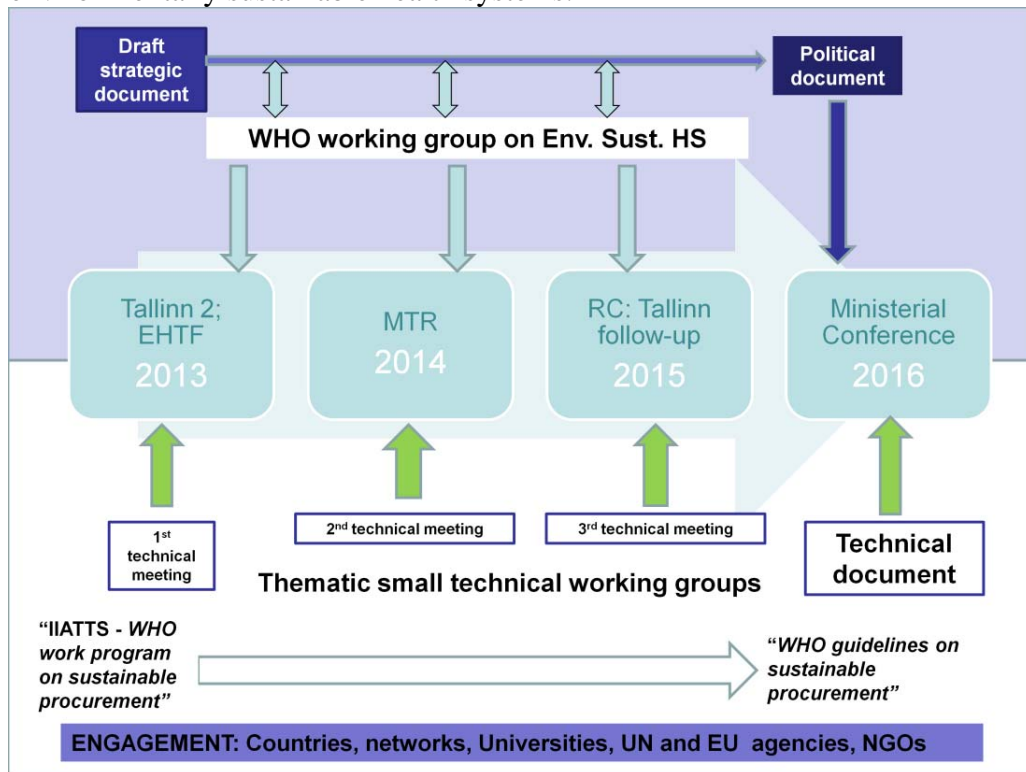 Draft
strategic
document
Political
document
WHO working group on Env. Sust. HS
Tallinn 2;
EHTF
2013
MTR
2014
RC: Tallinn
follow-up
2015
Ministerial
Conference
2016
1st
technical
meeting
2nd technical meeting
3rd technical meeting
Technical
document
Thematic small technical working groups
“IIATTS - WHO
work program
on sustainable
procurement”
“WHO guidelines on
sustainable
procurement”
ENGAGEMENT: Countries, networks, Universities, UN and EU agencies, NGOs